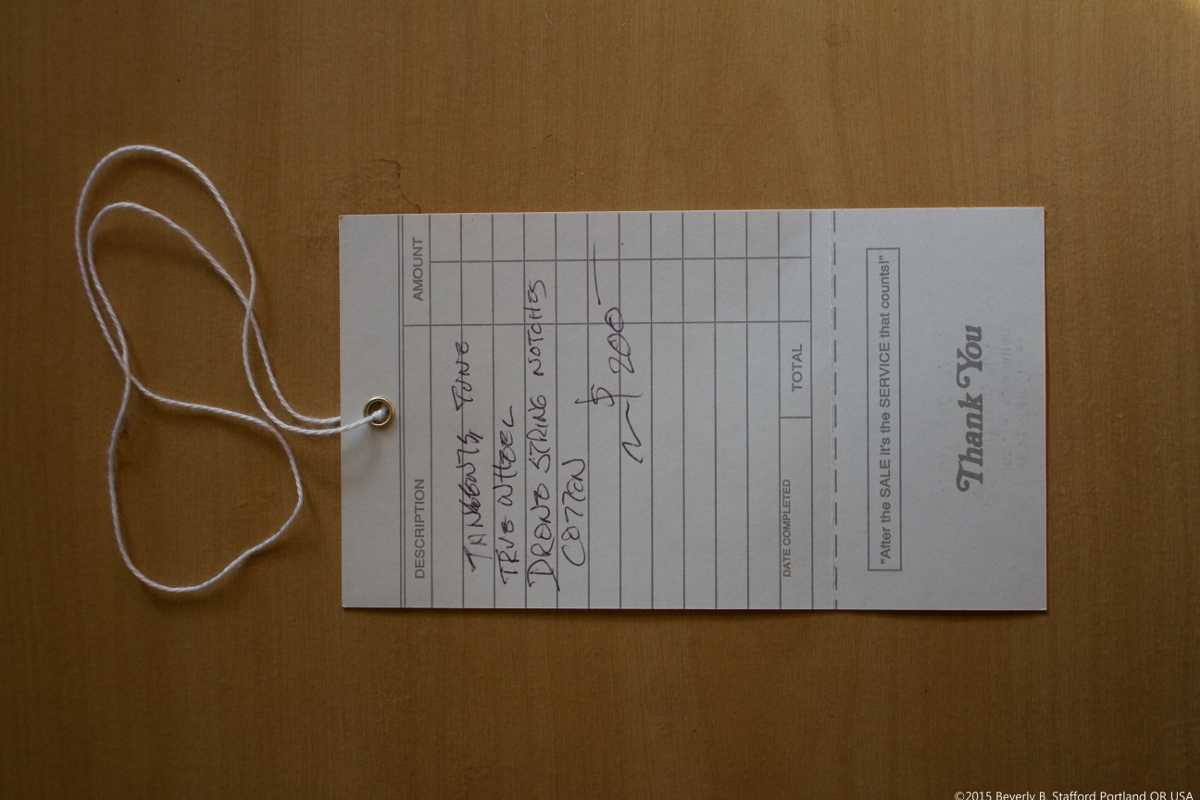 DESCRIPTION AMOUNT
TANGENTS, TUNE
TRUE WHEEL
DRONE STRING NOTCHES
COTTEN
~ $ 200 —
DATE COMPLETED TOTAL
"After the SALE it's the SERVICE that counts!"
Thank You
©2015 Beverly B. Stafford Portland OR USA